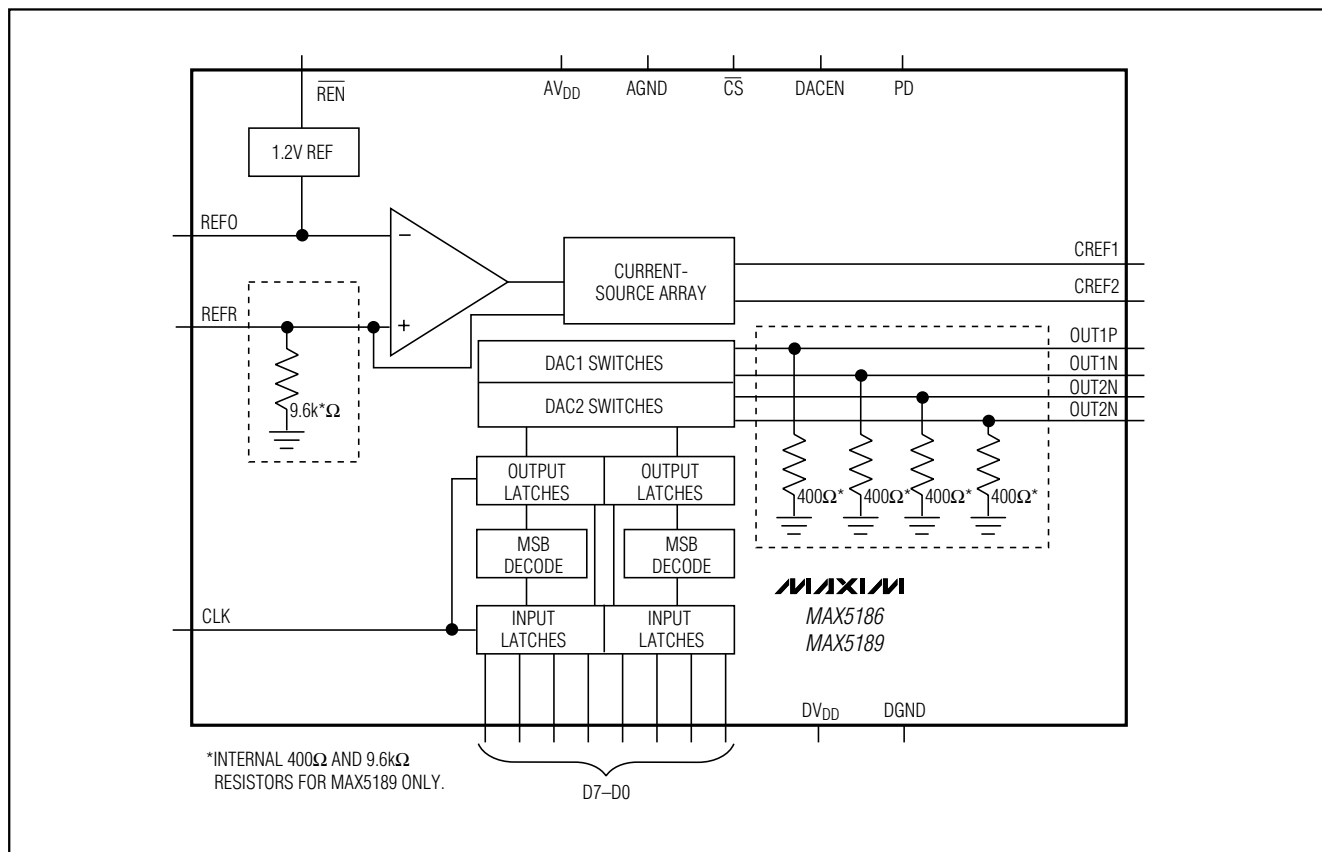 REN
AVDD
AGND
CS
DACEN
PD
1.2V REF
REFO
−
CURRENT-
SOURCE ARRAY
CREF1
CREF2
REFR
+
OUT1P
DAC1 SWITCHES
OUT1N
OUT2N
DAC2 SWITCHES
OUT2N
9.6k*Ω
OUTPUT
LATCHES
OUTPUT
LATCHES
400Ω*
400Ω*
400Ω*
400Ω*
MSB
DECODE
MSB
DECODE
MAXIM
CLK
INPUT
LATCHES
INPUT
LATCHES
MAX5186
MAX5189
DVDD
DGND
*INTERNAL 400Ω AND 9.6kΩ
RESISTORS FOR MAX5189 ONLY.
D7–D0